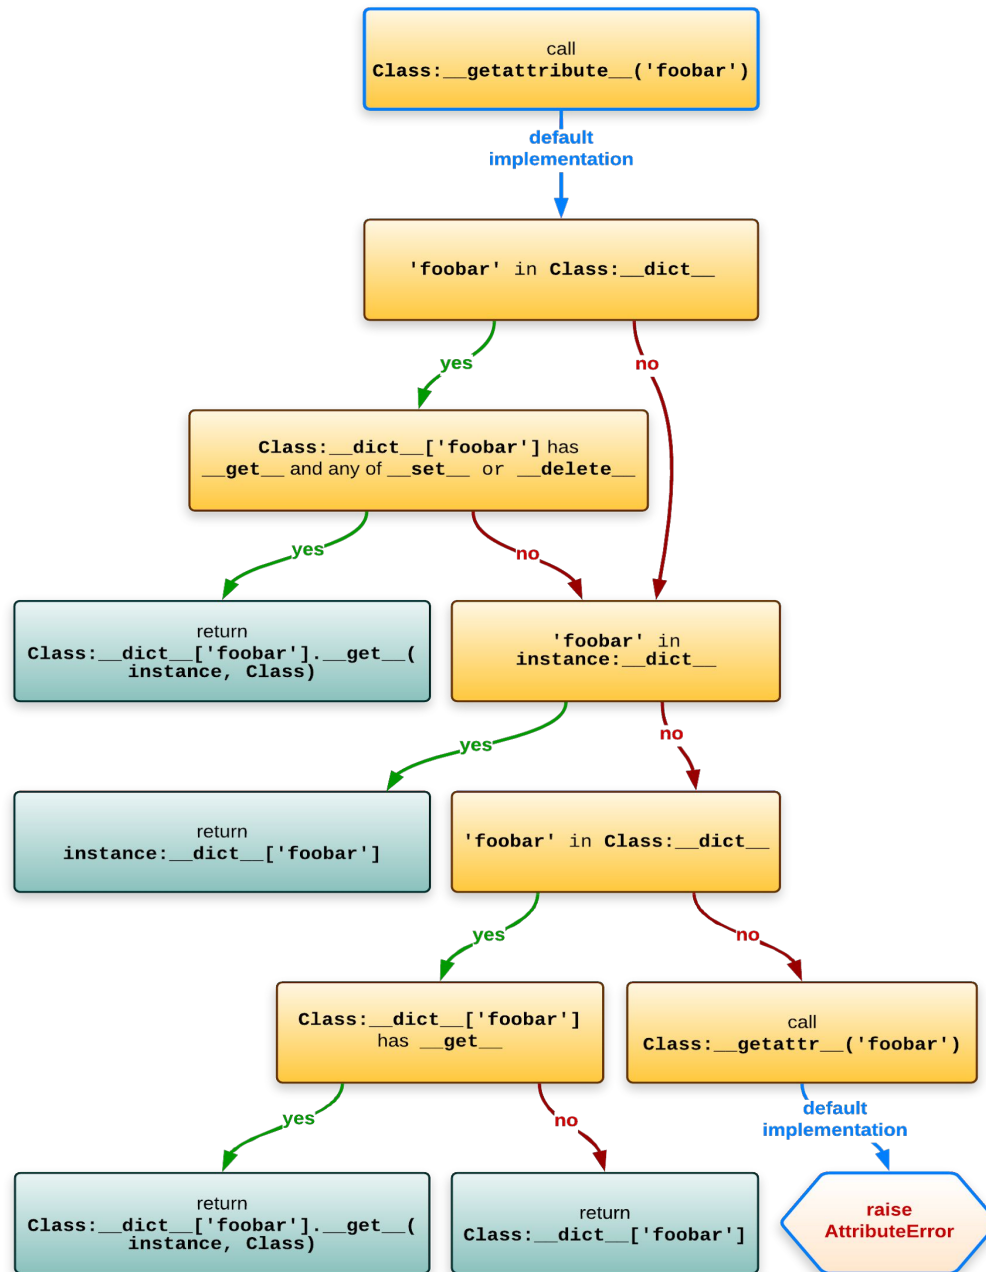 call
Class:__getattribute__('foobar')
default
implementation
'foobar' in Class:__dict__
yes
no
Class:__dict__['foobar'] has
__get__ and any of __set__ or __delete__
yes
no
return
Class:__dict__['foobar'].__get__(
instance, Class)
'foobar' in
instance:__dict__
yes
no
return
instance:__dict__['foobar']
'foobar' in Class:__dict__
yes
no
Class:__dict__['foobar']
has __get__
call
Class:__getattr__('foobar')
yes
no
default
implementation
return
Class:__dict__['foobar'].__get__(
instance, Class)
return
Class:__dict__['foobar']
raise
AttributeError